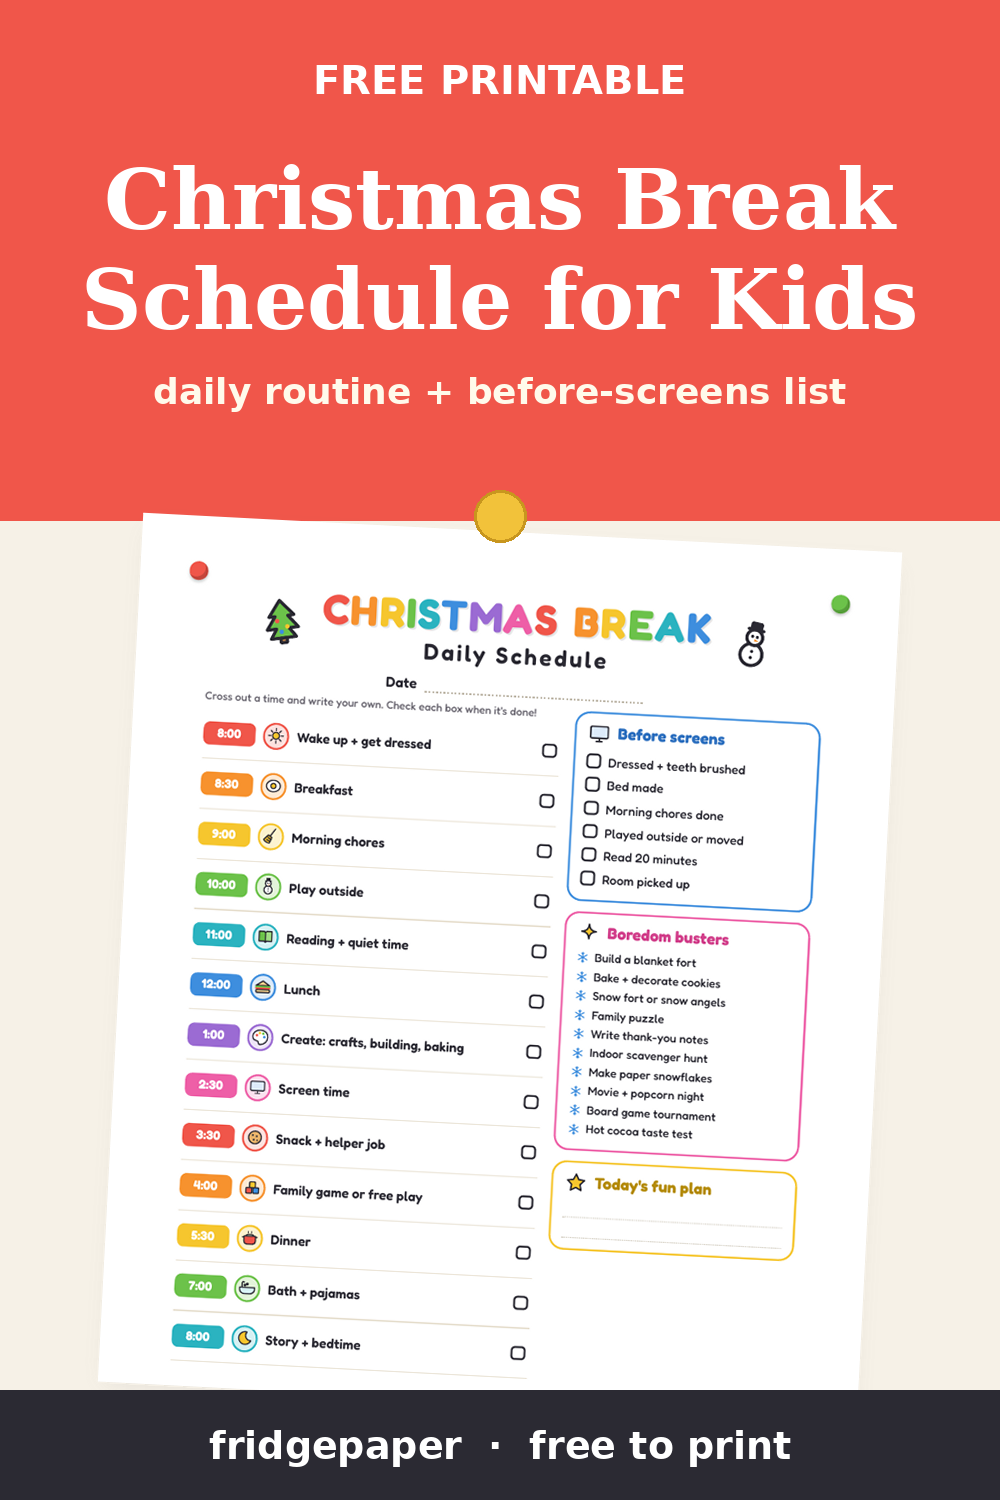 FREE PRINTABLE
Christmas Break
Schedule for Kids
daily routine + before-screens list
CHRISTMAS BREAK
Daily Schedule
Date
Cross out a time and write your own. Check each box when it's done!
8:00 Wake up + get dressed
8:30 Breakfast
9:00 Morning chores
10:00 Play outside
11:00 Reading + quiet time
12:00 Lunch
1:00 Create: crafts, building, baking
2:30 Screen time
3:30 Snack + helper job
4:00 Family game or free play
5:30 Dinner
7:00 Bath + pajamas
8:00 Story + bedtime
Before screens
Dressed + teeth brushed
Bed made
Morning chores done
Played outside or moved
Read 20 minutes
Room picked up
Boredom busters
Build a blanket fort
Bake + decorate cookies
Snow fort or snow angels
Family puzzle
Write thank-you notes
Indoor scavenger hunt
Make paper snowflakes
Movie + popcorn night
Board game tournament
Hot cocoa taste test
Today's fun plan
fridgepaper · free to print